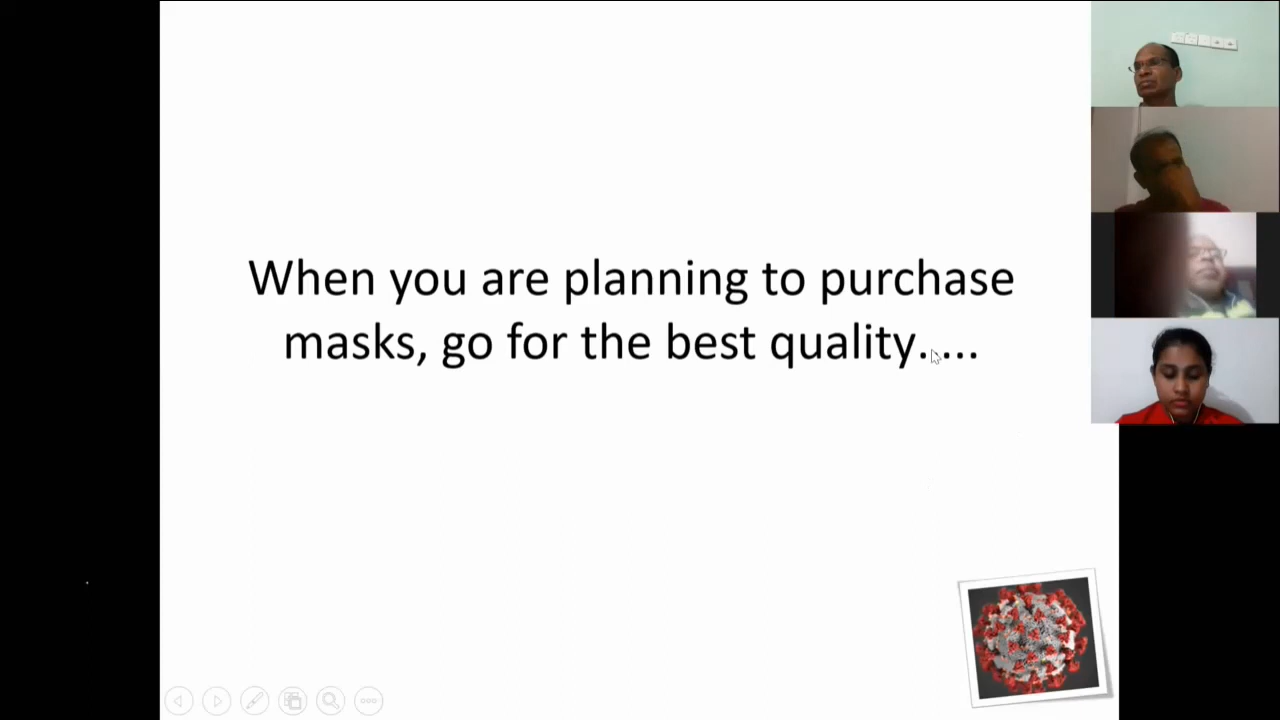 When you are planning to purchase
masks, go for the best quality.....